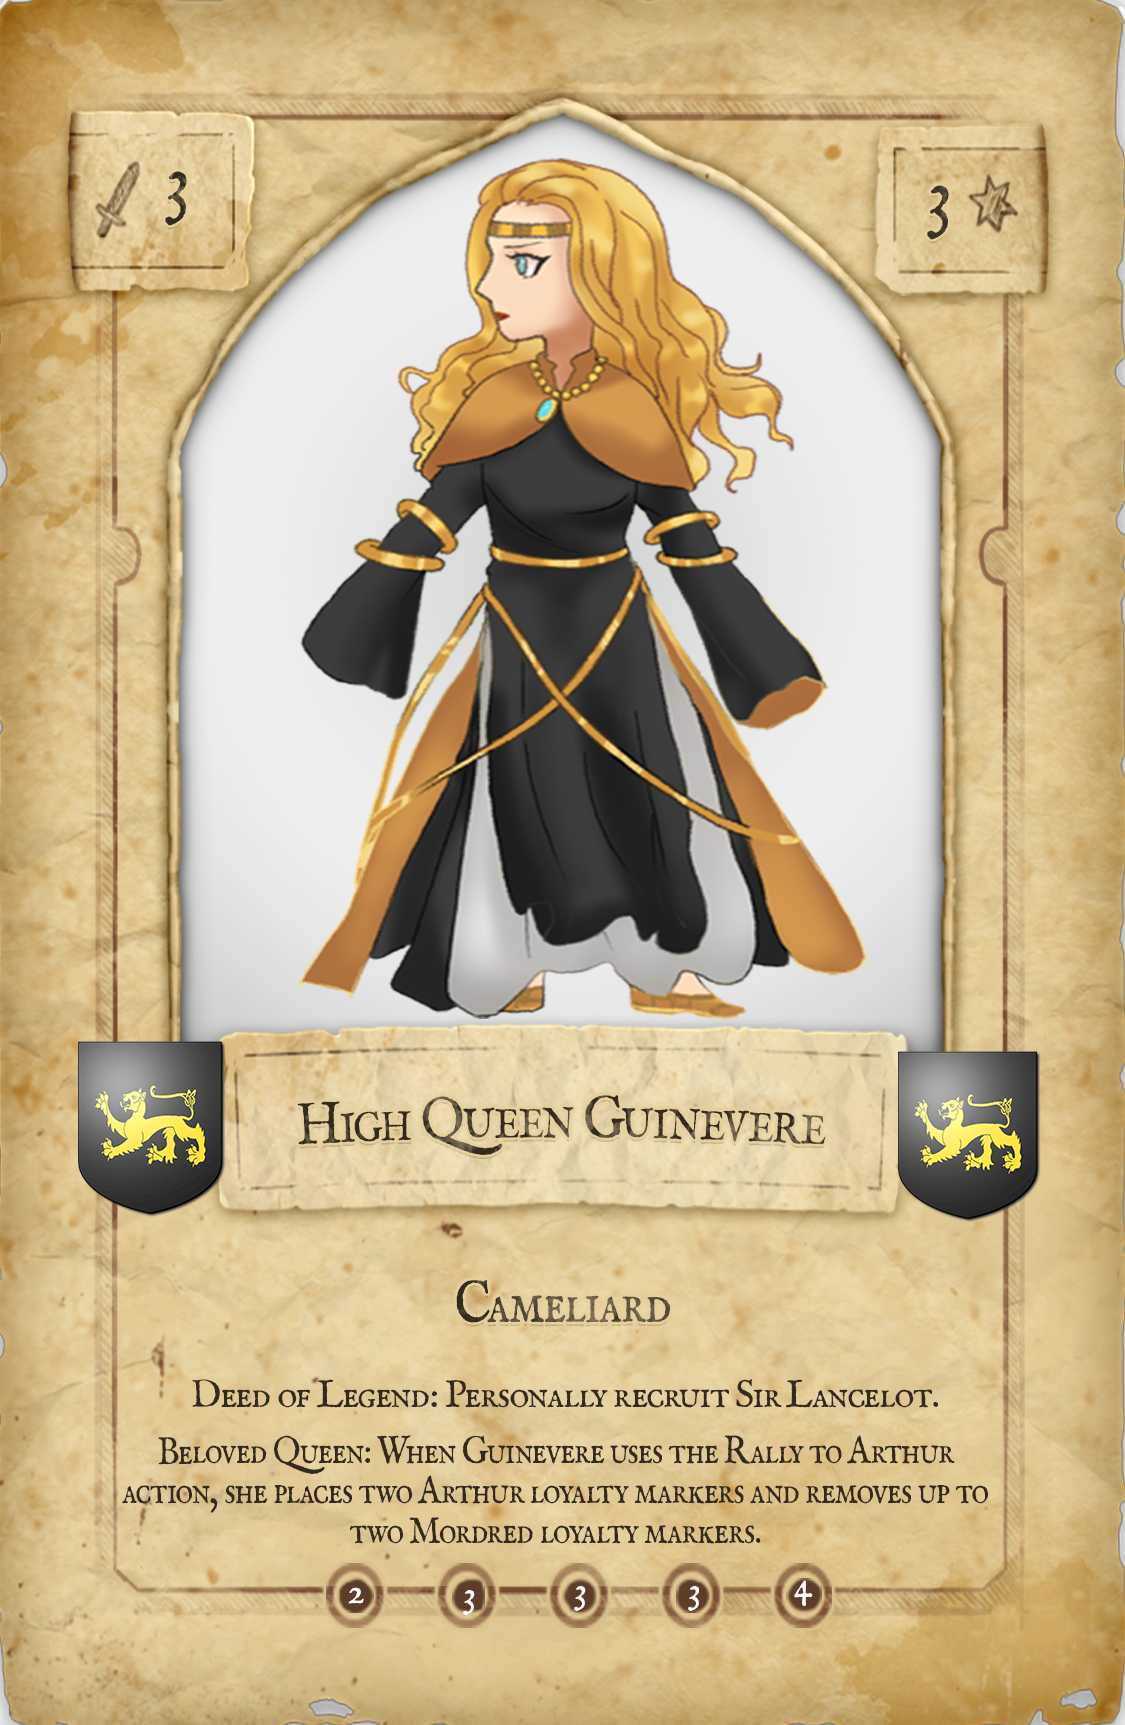 3
3
High Queen Guinevere
Cameliard
Deed of Legend: Personally recruit Sir Lancelot.
Beloved Queen: When Guinevere uses the Rally to Arthur
action, she places two Arthur loyalty markers and removes up to
two Mordred loyalty markers.
2 3 3 3 4